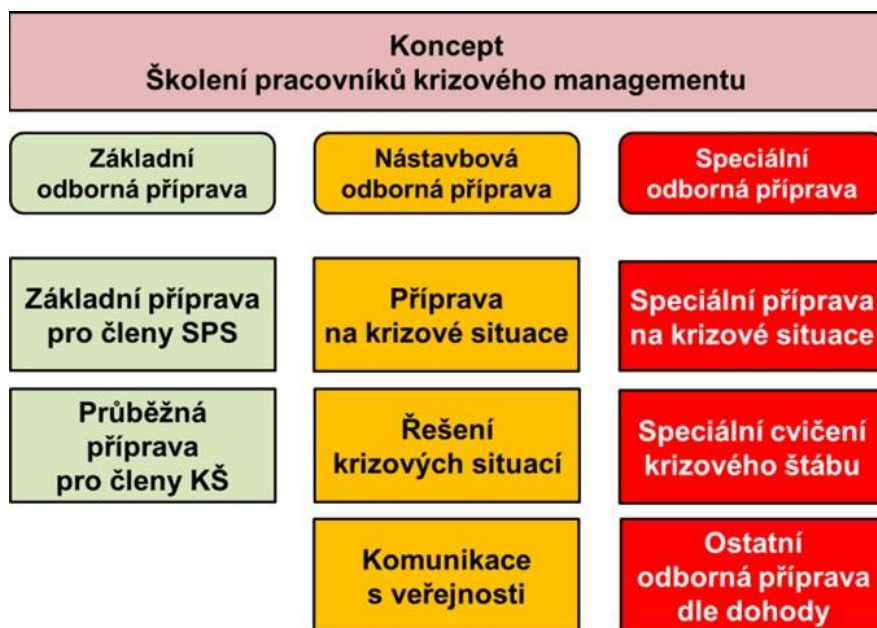 Koncept
Školení pracovníků krizového managementu
Základní
odborná příprava
Nástavbová
odborná příprava
Speciální
odborná příprava
Základní příprava
pro členy SPS
Příprava
na krizové situace
Speciální příprava
na krizové situace
Průběžná
příprava
pro členy KŠ
Řešení
krizových situací
Speciální cvičení
krizového štábu
Komunikace
s veřejnosti
Ostatní
odborná příprava
dle dohody